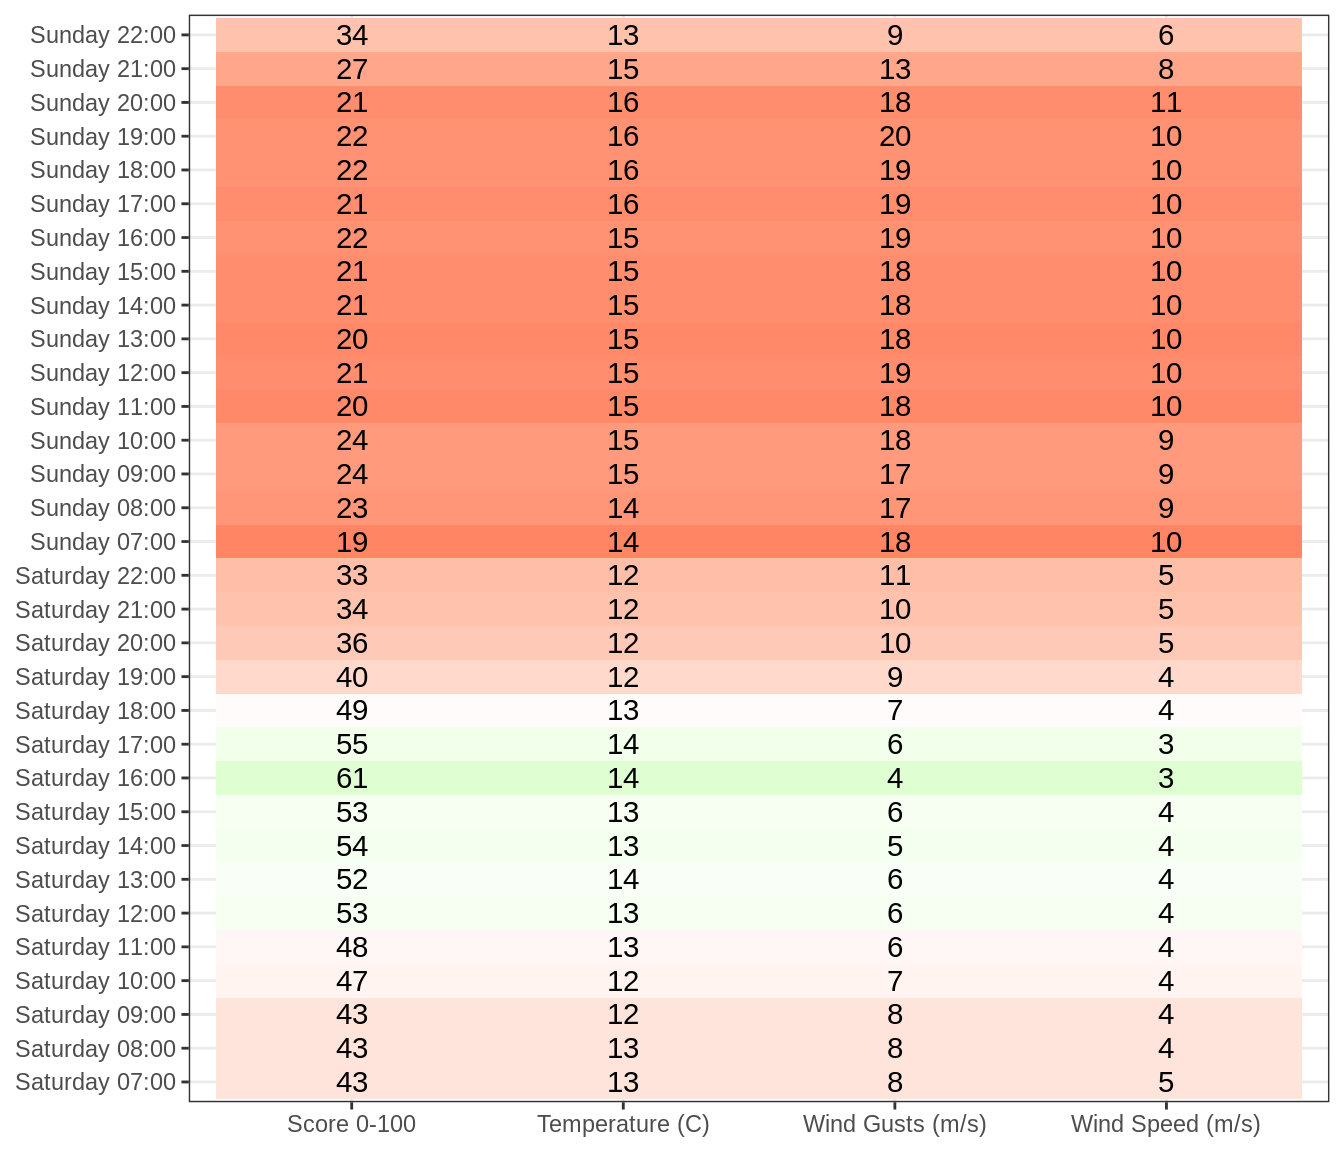 Sunday 22:00 34 13 9 6
Sunday 21:00 27 15 13 8
Sunday 20:00 21 16 18 11
Sunday 19:00 22 16 20 10
Sunday 18:00 22 16 19 10
Sunday 17:00 21 16 19 10
Sunday 16:00 22 15 19 10
Sunday 15:00 21 15 18 10
Sunday 14:00 21 15 18 10
Sunday 13:00 20 15 18 10
Sunday 12:00 21 15 19 10
Sunday 11:00 20 15 18 10
Sunday 10:00 24 15 18 9
Sunday 09:00 24 15 17 9
Sunday 08:00 23 14 17 9
Sunday 07:00 19 14 18 10
Saturday 22:00 33 12 11 5
Saturday 21:00 34 12 10 5
Saturday 20:00 36 12 10 5
Saturday 19:00 40 12 9 4
Saturday 18:00 49 13 7 4
Saturday 17:00 55 14 6 3
Saturday 16:00 61 14 4 3
Saturday 15:00 53 13 6 4
Saturday 14:00 54 13 5 4
Saturday 13:00 52 14 6 4
Saturday 12:00 53 13 6 4
Saturday 11:00 48 13 6 4
Saturday 10:00 47 12 7 4
Saturday 09:00 43 12 8 4
Saturday 08:00 43 13 8 4
Saturday 07:00 43 13 8 5
Score 0-100 Temperature (C) Wind Gusts (m/s) Wind Speed (m/s)